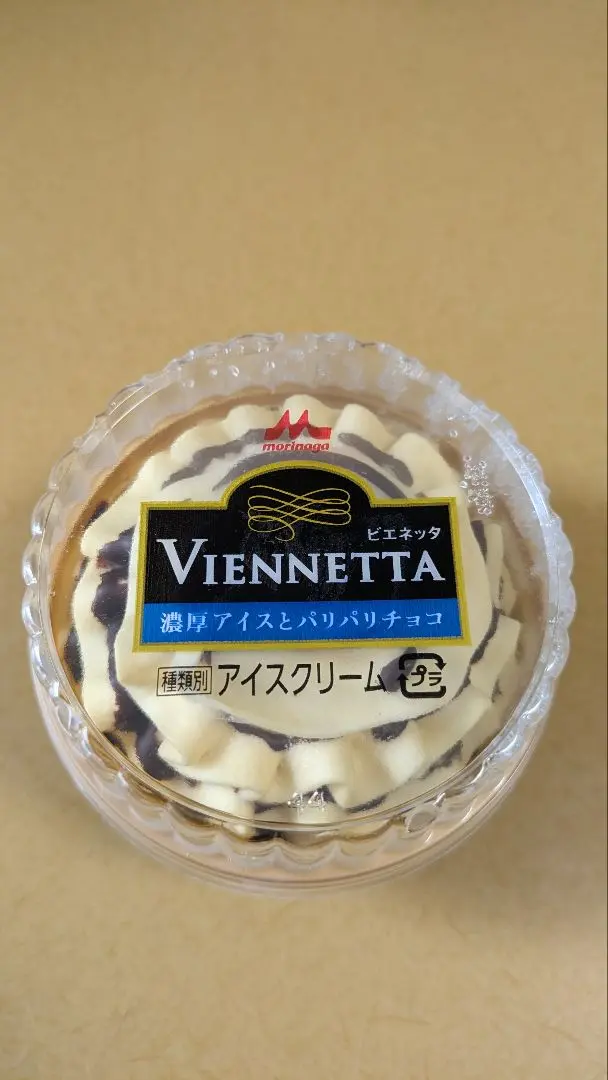 morinaga
ビエネッタ
VIENNETTA
濃厚アイスとパリパリチョコ
種類別 アイスクリーム プラ
44